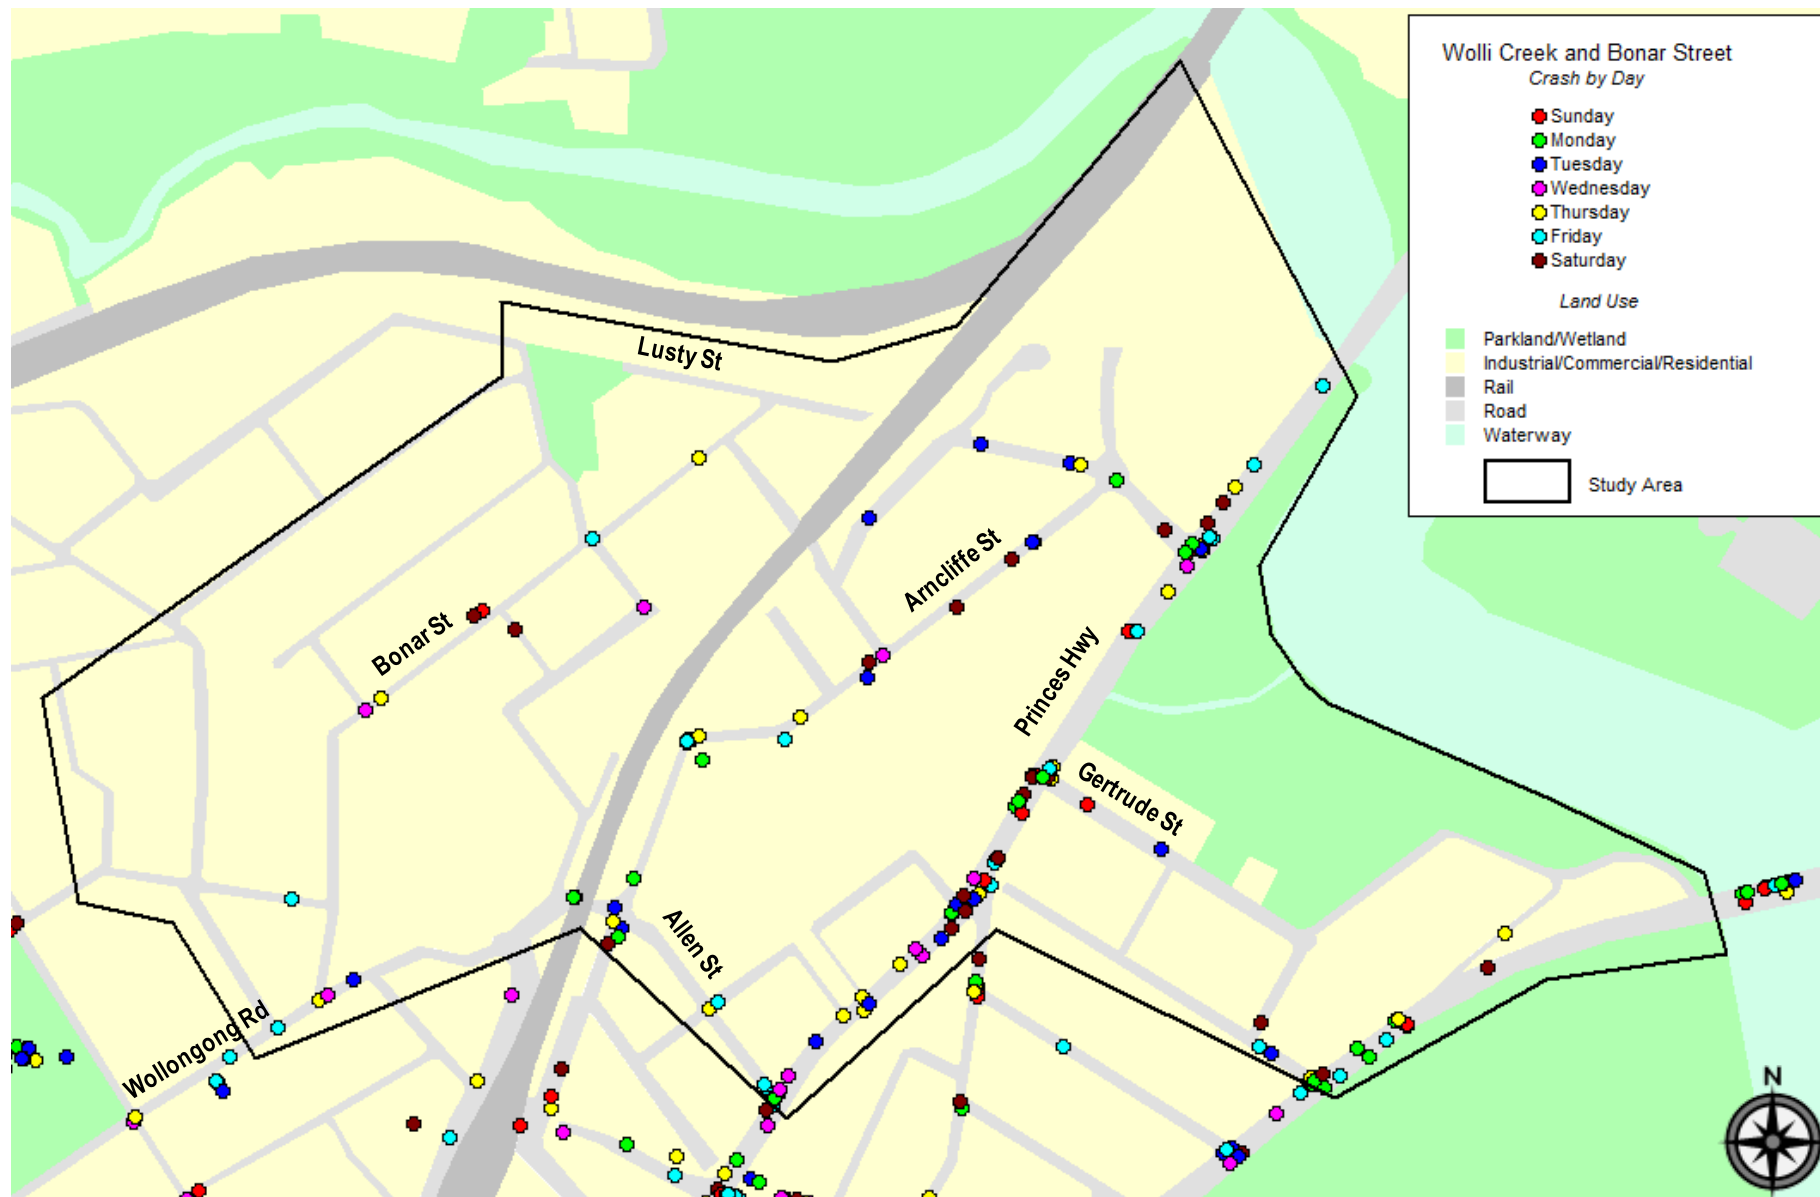 Wolli Creek and Bonar Street
Crash by Day
Sunday
Monday
Tuesday
Wednesday
Thursday
Friday
Saturday
Land Use
Parkland/Wetland
Industrial/Commercial/Residential
Rail
Road
Waterway
Study Area
Lusty St
Arncliffe St
Bonar St
Princes Hwy
Gertrude St
Allen St
Wollongong Rd
N